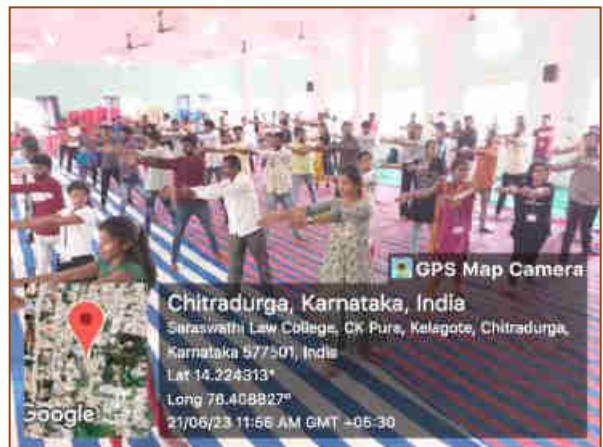 GPS Map Camera
Chitradurga, Karnataka, India
Saraswathi Law College, CK Pura, Kelagote, Chitradurga,
Karnataka 577501, India
Lat 14.224313°
Long 76.408827°
21/06/23 11:56 AM GMT +05:30
Google